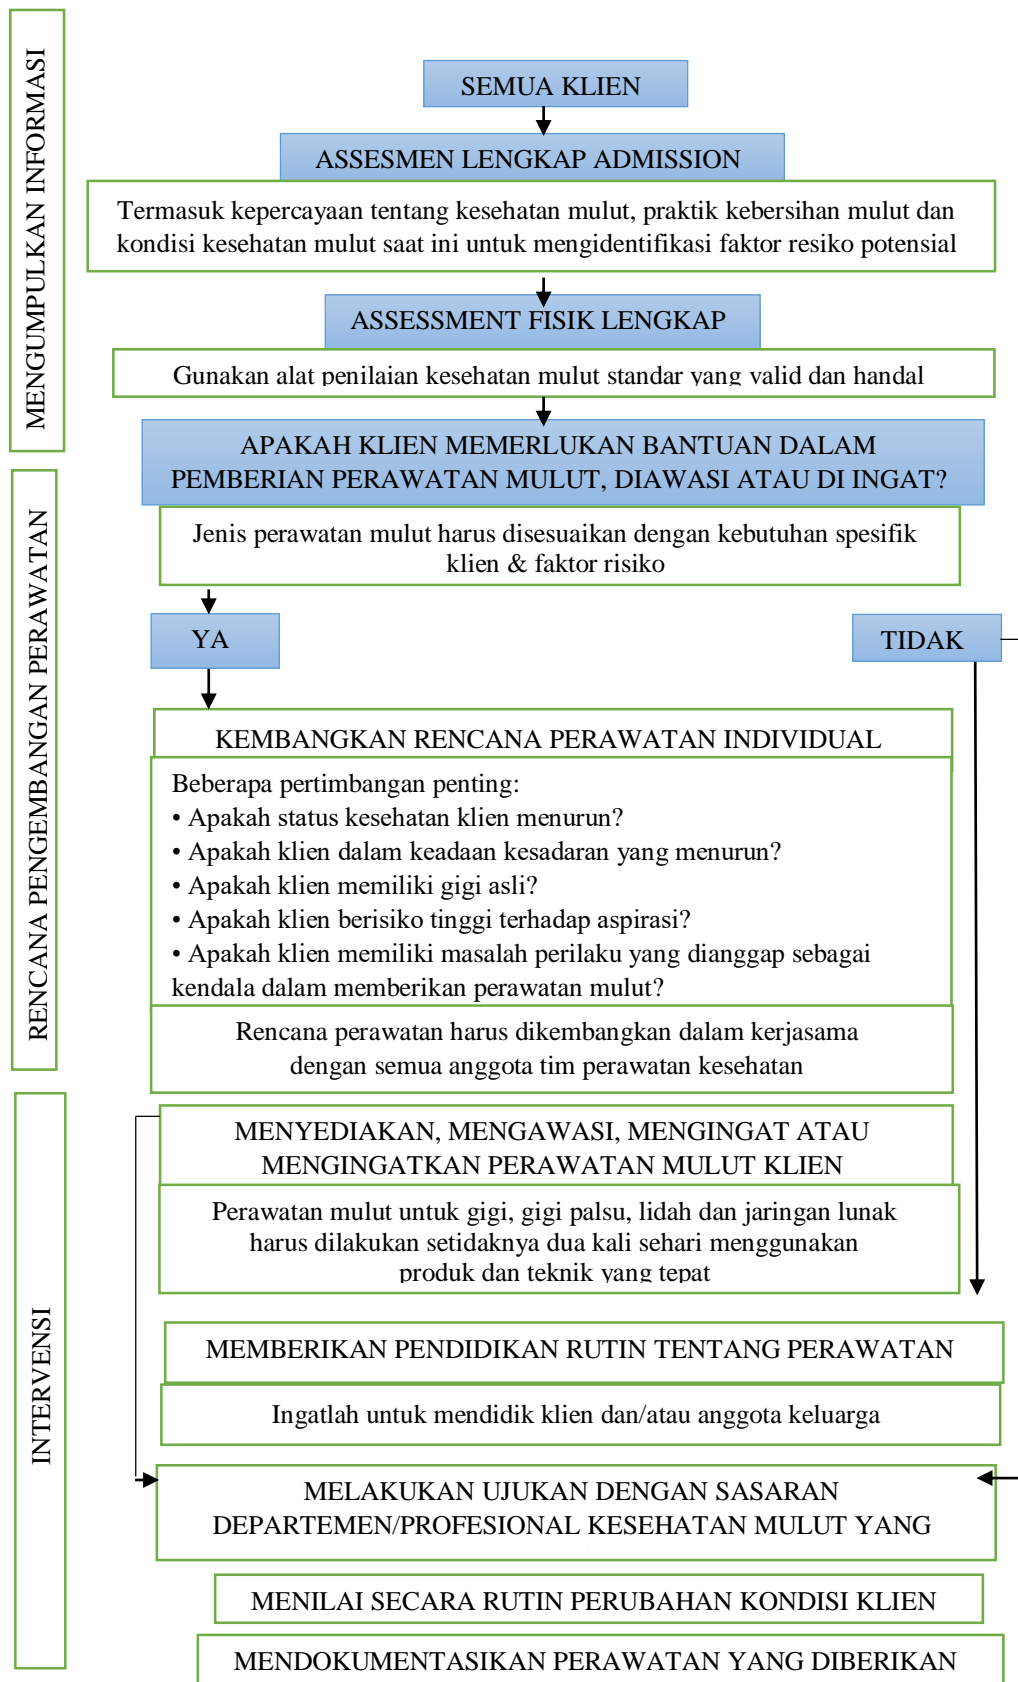 MENGUMPULKAN INFORMASI
SEMUA KLIEN
ASSESMEN LENGKAP ADMISSION
Termasuk kepercayaan tentang kesehatan mulut, praktik kebersihan mulut dan
kondisi kesehatan mulut saat ini untuk mengidentifikasi faktor resiko potensial
ASSESSMENT FISIK LENGKAP
Gunakan alat penilaian kesehatan mulut standar yang valid dan handal
RENCANA PENGEMBANGAN PERAWATAN
APAKAH KLIEN MEMERLUKAN BANTUAN DALAM
PEMBERIAN PERAWATAN MULUT, DIAWASI ATAU DI INGAT?
Jenis perawatan mulut harus disesuaikan dengan kebutuhan spesifik
klien & faktor risiko
YA
TIDAK
KEMBANGKAN RENCANA PERAWATAN INDIVIDUAL
Beberapa pertimbangan penting:
• Apakah status kesehatan klien menurun?
• Apakah klien dalam keadaan kesadaran yang menurun?
• Apakah klien memiliki gigi asli?
• Apakah klien berisiko tinggi terhadap aspirasi?
• Apakah klien memiliki masalah perilaku yang dianggap sebagai
kendala dalam memberikan perawatan mulut?
Rencana perawatan harus dikembangkan dalam kerjasama
dengan semua anggota tim perawatan kesehatan
INTERVENSI
MENYEDIAKAN, MENGAWASI, MENGINGAT ATAU
MENGINGATKAN PERAWATAN MULUT KLIEN
Perawatan mulut untuk gigi, gigi palsu, lidah dan jaringan lunak
harus dilakukan setidaknya dua kali sehari menggunakan
produk dan teknik yang tepat
MEMBERIKAN PENDIDIKAN RUTIN TENTANG PERAWATAN
Ingatlah untuk mendidik klien dan/atau anggota keluarga
MELAKUKAN UJUKAN DENGAN SASARAN
DEPARTEMEN/PROFESIONAL KESEHATAN MULUT YANG
MENILAI SECARA RUTIN PERUBAHAN KONDISI KLIEN
MENDOKUMENTASIKAN PERAWATAN YANG DIBERIKAN